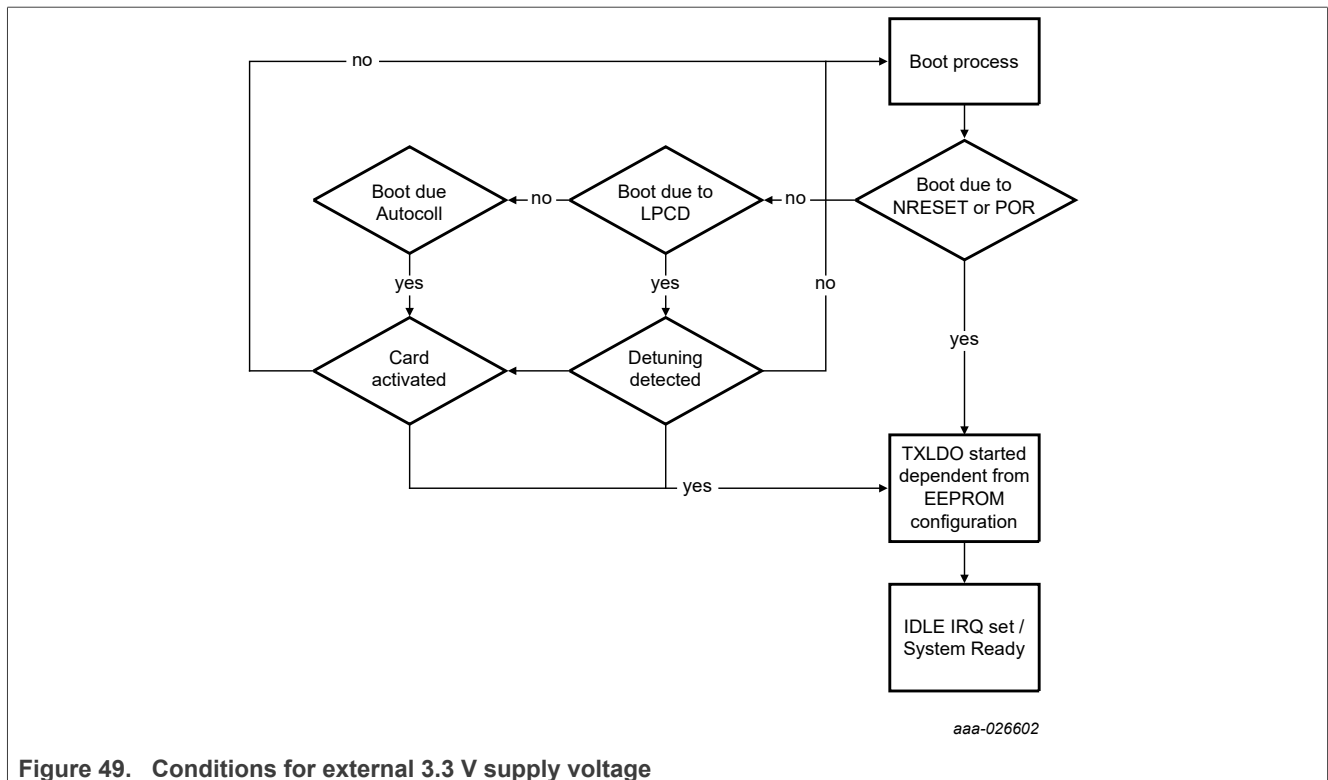 no
Boot process
Boot due
Autocoll
no
Boot due to
LPCD
no
Boot due to
NRESET or POR
yes
yes
no
yes
Card
activated
Detuning
detected
yes
TXLDO started
dependent from
EEPROM
configuration
IDLE IRQ set /
System Ready
aaa-026602
Figure 49. Conditions for external 3.3 V supply voltage